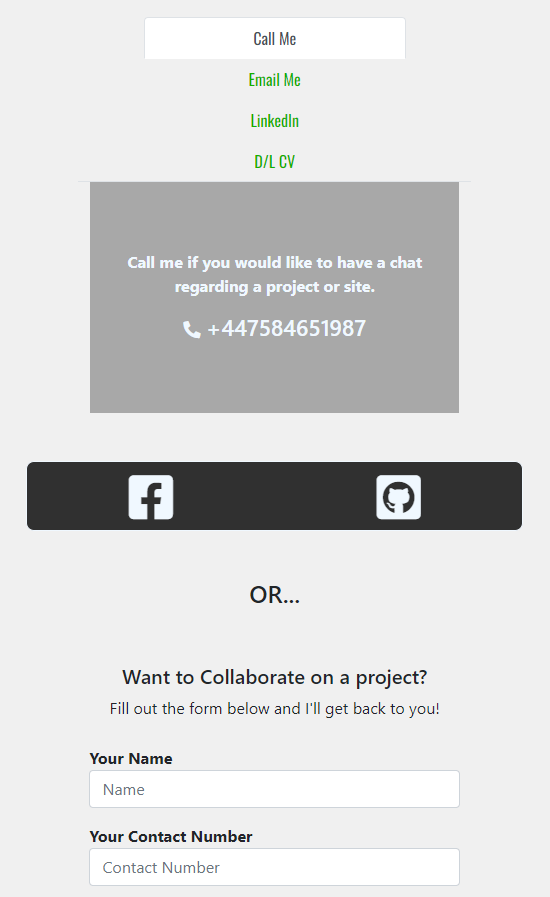 Call Me
Email Me
LinkedIn
D/L CV
Call me if you would like to have a chat
regarding a project or site.
+447584651987
OR...
Want to Collaborate on a project?
Fill out the form below and I'll get back to you!
Your Name
Name
Your Contact Number
Contact Number